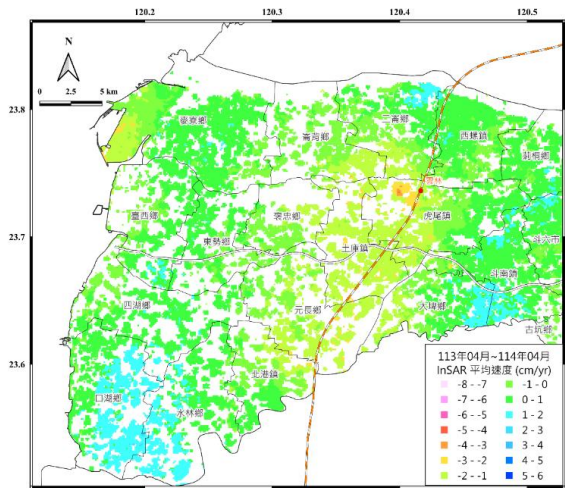 120.2
120.3
120.4
120.5
N
0 2.5 5 km
23.8
23.7
23.6
麥寮鄉
崙背鄉
二崙鄉
西螺鎮
莿桐鄉
雲林
臺西鄉
東勢鄉
褒忠鄉
土庫鎮
虎尾鎮
斗六市
斗南鎮
四湖鄉
元長鄉
大埤鄉
古坑鄉
北港鎮
口湖鄉
水林鄉
113年04月~114年04月
InSAR 平均速度 (cm/yr)
-8 - -7
-7 - -6
-6 - -5
-5 - -4
-4 - -3
-3 - -2
-2 - -1
-1 - 0
0 - 1
1 - 2
2 - 3
3 - 4
4 - 5
5 - 6